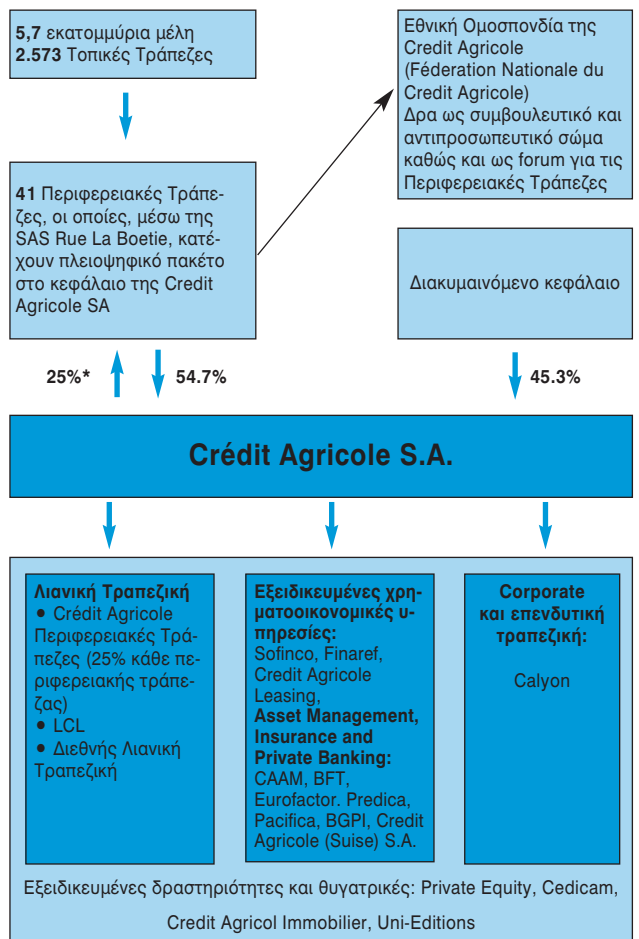 5,7 εκατομμύρια μέλη
2.573 Τοπικές Τράπεζες
Εθνική Ομοσπονδία της
Credit Agricole
(Féderation Nationale du
Credit Agricole)
Δρα ως συμβουλευτικό και
αντιπροσωπευτικό σώμα
καθώς και ως forum για τις
Περιφερειακές Τράπεζες
41 Περιφερειακές Τράπε-
ζες, οι οποίες, μέσω της
SAS Rue La Boetie, κατέ-
χουν πλειοψηφικό πακέτο
στο κεφάλαιο της Credit
Agricole SA
Διακυμαινόμενο κεφάλαιο
25%*
54.7%
45.3%
Crédit Agricole S.A.
Λιανική Τραπεζική
• Crédit Agricole
Περιφερειακές Τρά-
πεζες (25% κάθε πε-
ριφερειακής τράπε-
ζας)
• LCL
• Διεθνής Λιανική
Τραπεζική
Εξειδικευμένες χρη-
ματοοικονομικές υ-
πηρεσίες:
Sofinco, Finaref,
Credit Agricole
Leasing,
Asset Management,
Insurance and
Private Banking:
CAAM, BFT,
Eurofactor. Predica,
Pacifica, BGPI, Credit
Agricole (Suise) S.A.
Corporate
και επενδυτική
τραπεζική:
Calyon
Εξειδικευμένες δραστηριότητες και θυγατρικές: Private Equity, Cedicam,
Credit Agricol Immobilier, Uni-Editions